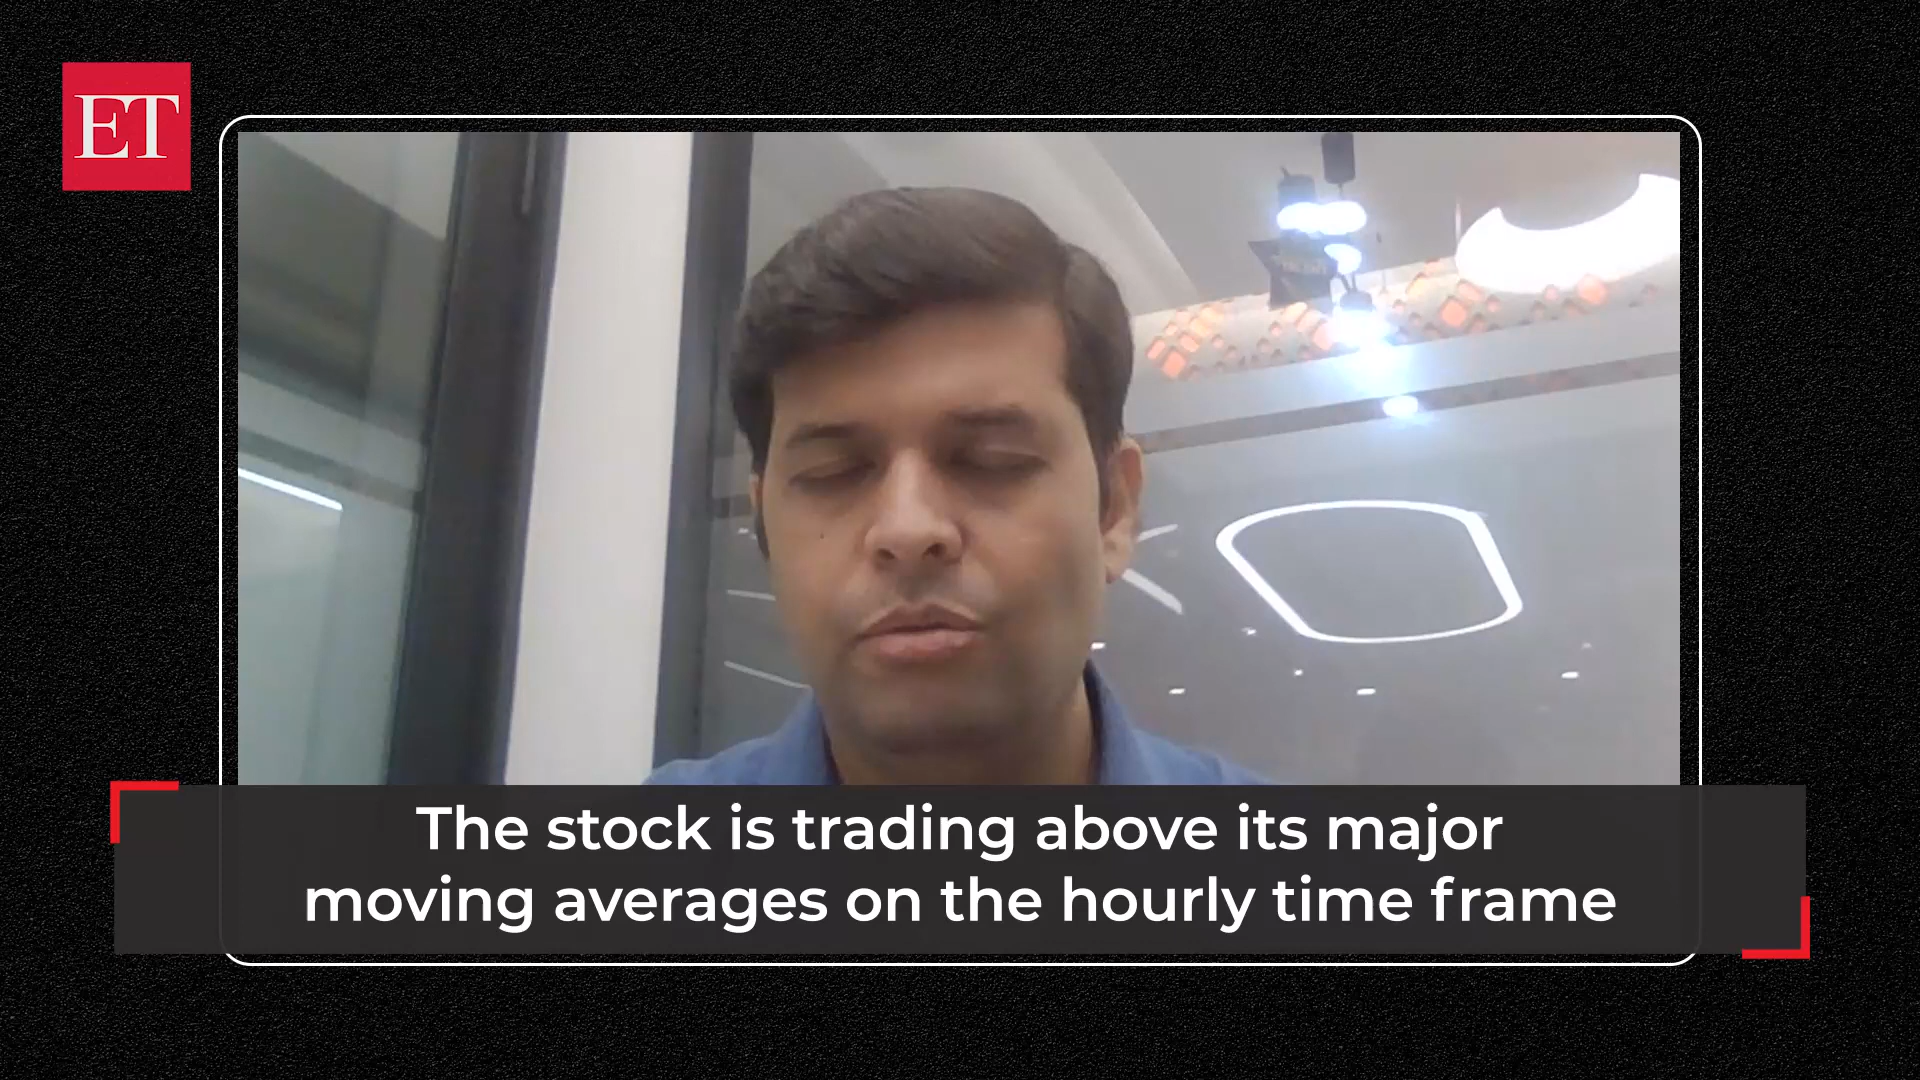 ET
The stock is trading above its major
moving averages on the hourly time frame